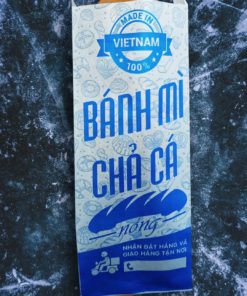 MADE IN
VIETNAM
100%
BÁNH MÌ
CHẢ CÁ
nóng
NHẬN ĐẶT HÀNG VÀ
GIAO HÀNG TẬN NƠI